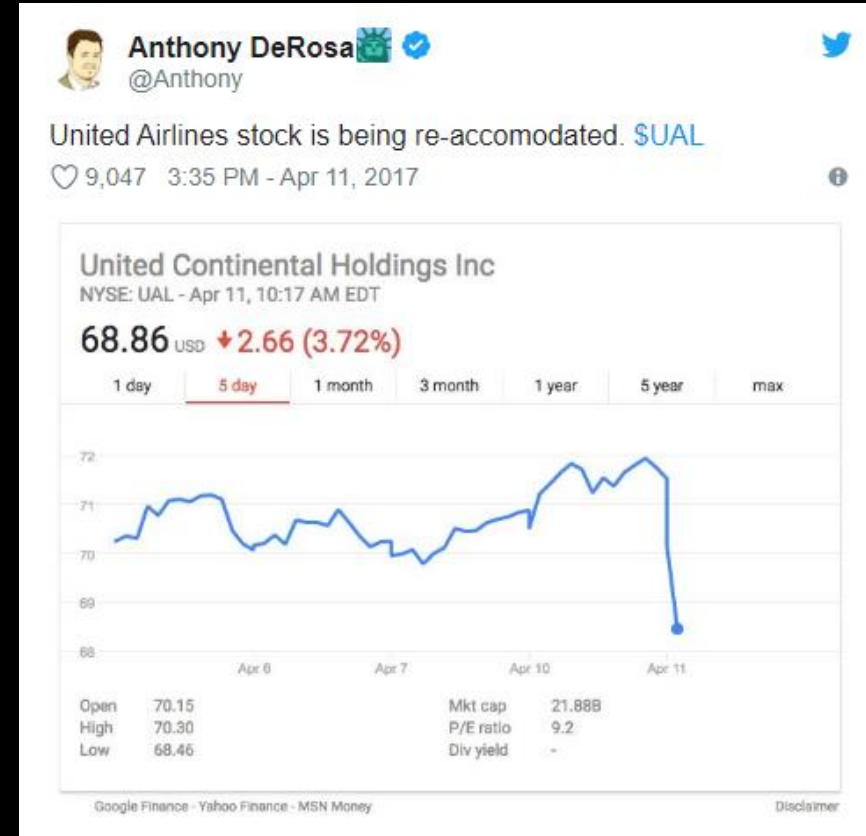 Anthony DeRosa
@Anthony
United Airlines stock is being re-accomodated. $UAL
9,047 3:35 PM - Apr 11, 2017
United Continental Holdings Inc
NYSE: UAL - Apr 11, 10:17 AM EDT
68.86 USD 2.66 (3.72%)
1 day 5 day 1 month 3 month 1 year 5 year max
72
71
70
69
68
Apr 6 Apr 7 Apr 10 Apr 11
Open 70.15 Mkt cap 21.88B
High 70.30 P/E ratio 9.2
Low 68.46 Div yield -
Google Finance - Yahoo Finance - MSN Money Disclaimer